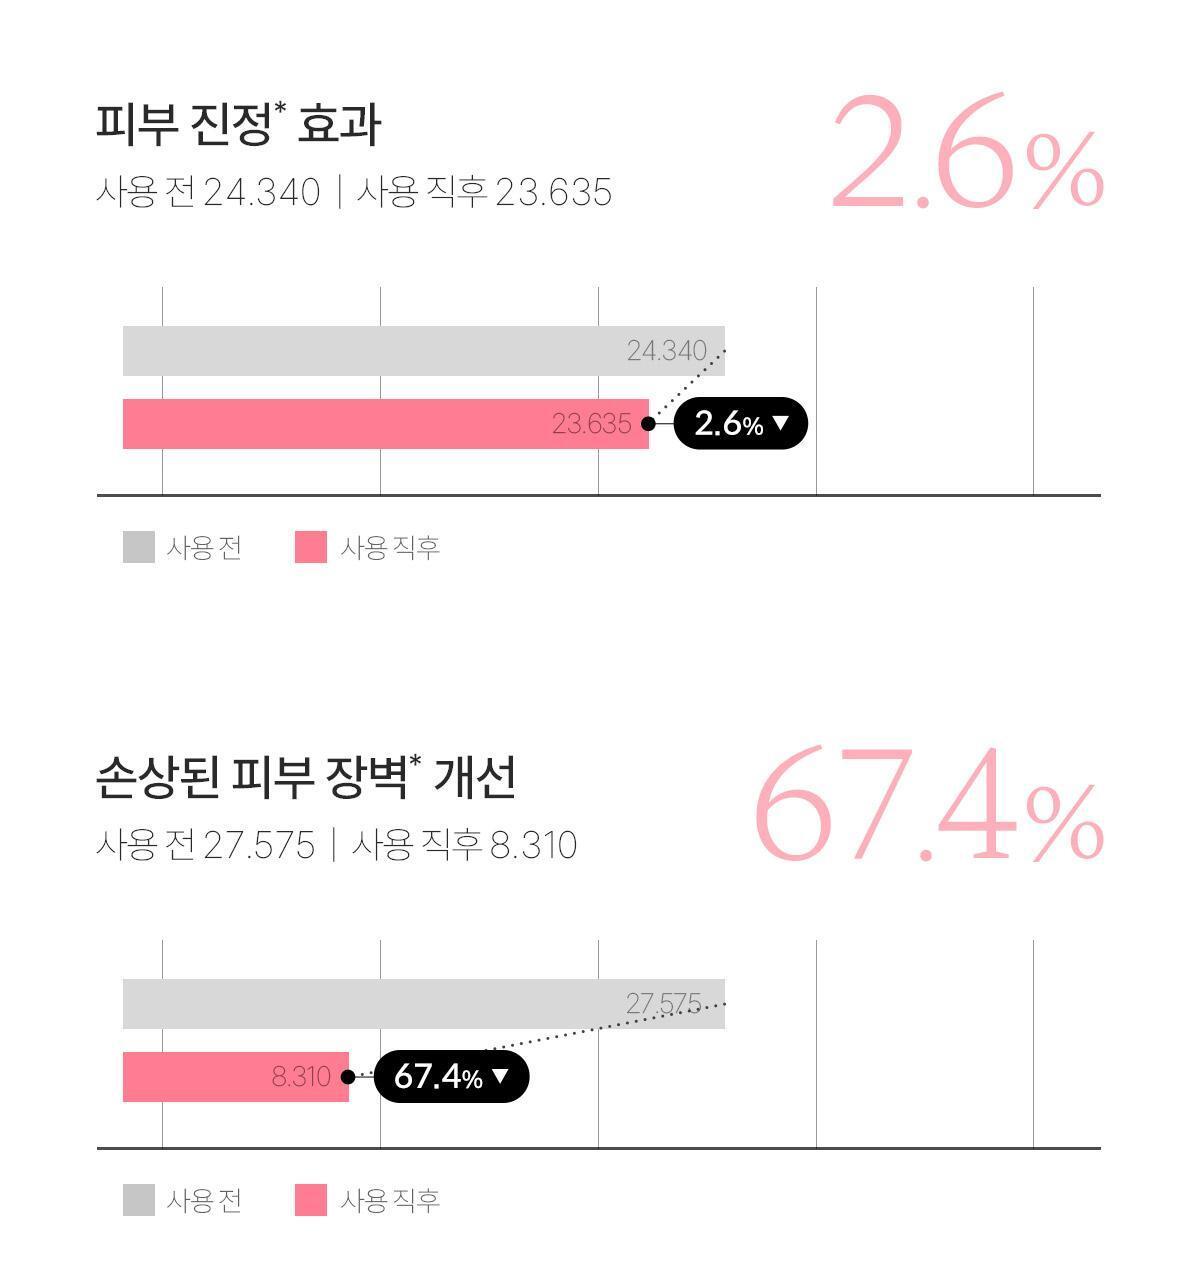 피부 진정* 효과
2.6%
사용 전 24.340 | 사용 직후 23.635
24.340
23.635
2.6% ▼
사용 전
사용 직후
손상된 피부 장벽* 개선
67.4%
사용 전 27.575 | 사용 직후 8.310
27.575
8.310
67.4% ▼
사용 전
사용 직후